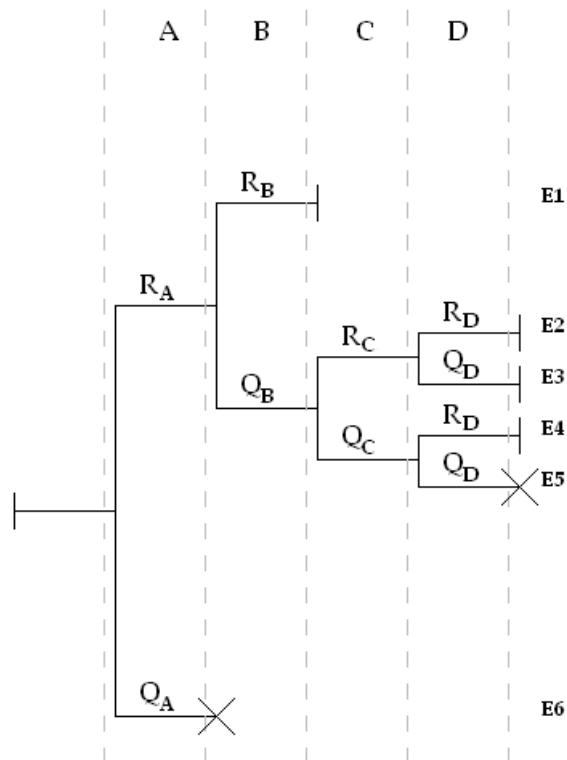 A B C D
R_B E1
R_A
R_D E2
R_C
Q_D E3
Q_B
R_D E4
Q_C
Q_D E5
Q_A E6